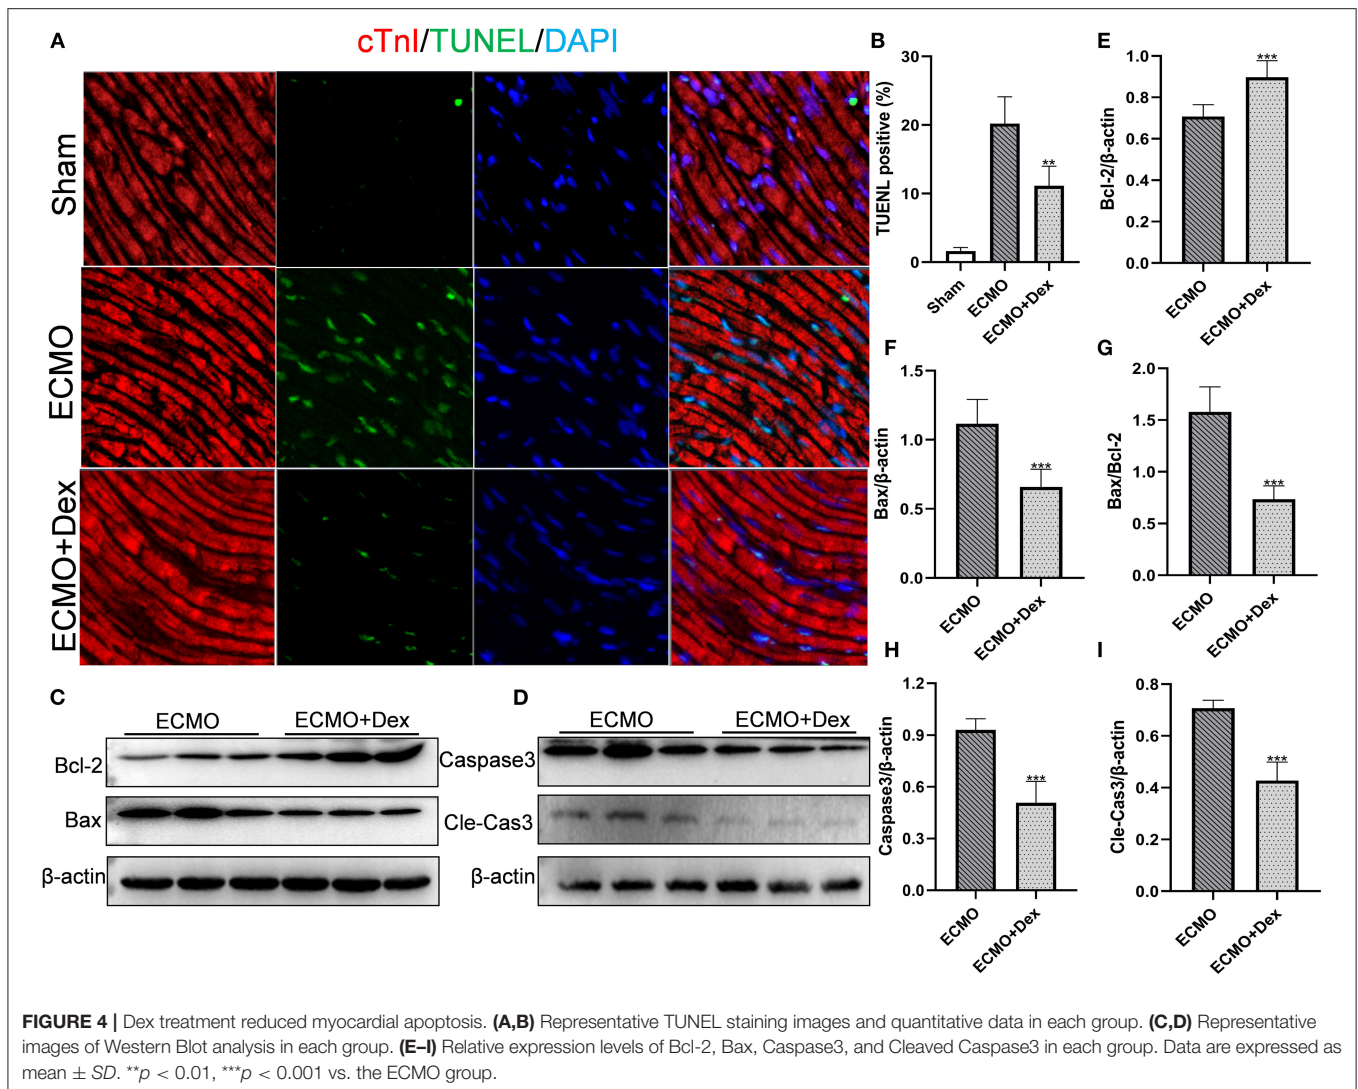 A
cTnI/TUNEL/DAPI
Sham
ECMO
ECMO+Dex
B
TUENL positive (%)
30
20
10
0
Sham
ECMO
ECMO+Dex
**
E
Bcl-2/β-actin
1.0
0.8
0.6
0.4
0.2
0.0
ECMO
ECMO+Dex
***
F
Bax/β-actin
1.5
1.0
0.5
0.0
ECMO
ECMO+Dex
***
G
Bax/Bcl-2
2.0
1.5
1.0
0.5
0.0
ECMO
ECMO+Dex
***
C
ECMO
ECMO+Dex
Bcl-2
Bax
β-actin
D
ECMO
ECMO+Dex
Caspase3
Cle-Cas3
β-actin
H
Caspase3/β-actin
1.2
0.9
0.6
0.3
0.0
ECMO
ECMO+Dex
***
I
Cle-Cas3/β-actin
0.8
0.6
0.4
0.2
0.0
ECMO
ECMO+Dex
***
FIGURE 4 | Dex treatment reduced myocardial apoptosis. (A,B) Representative TUNEL staining images and quantitative data in each group. (C,D) Representative
images of Western Blot analysis in each group. (E–I) Relative expression levels of Bcl-2, Bax, Caspase3, and Cleaved Caspase3 in each group. Data are expressed as
mean ± SD. **p < 0.01, ***p < 0.001 vs. the ECMO group.